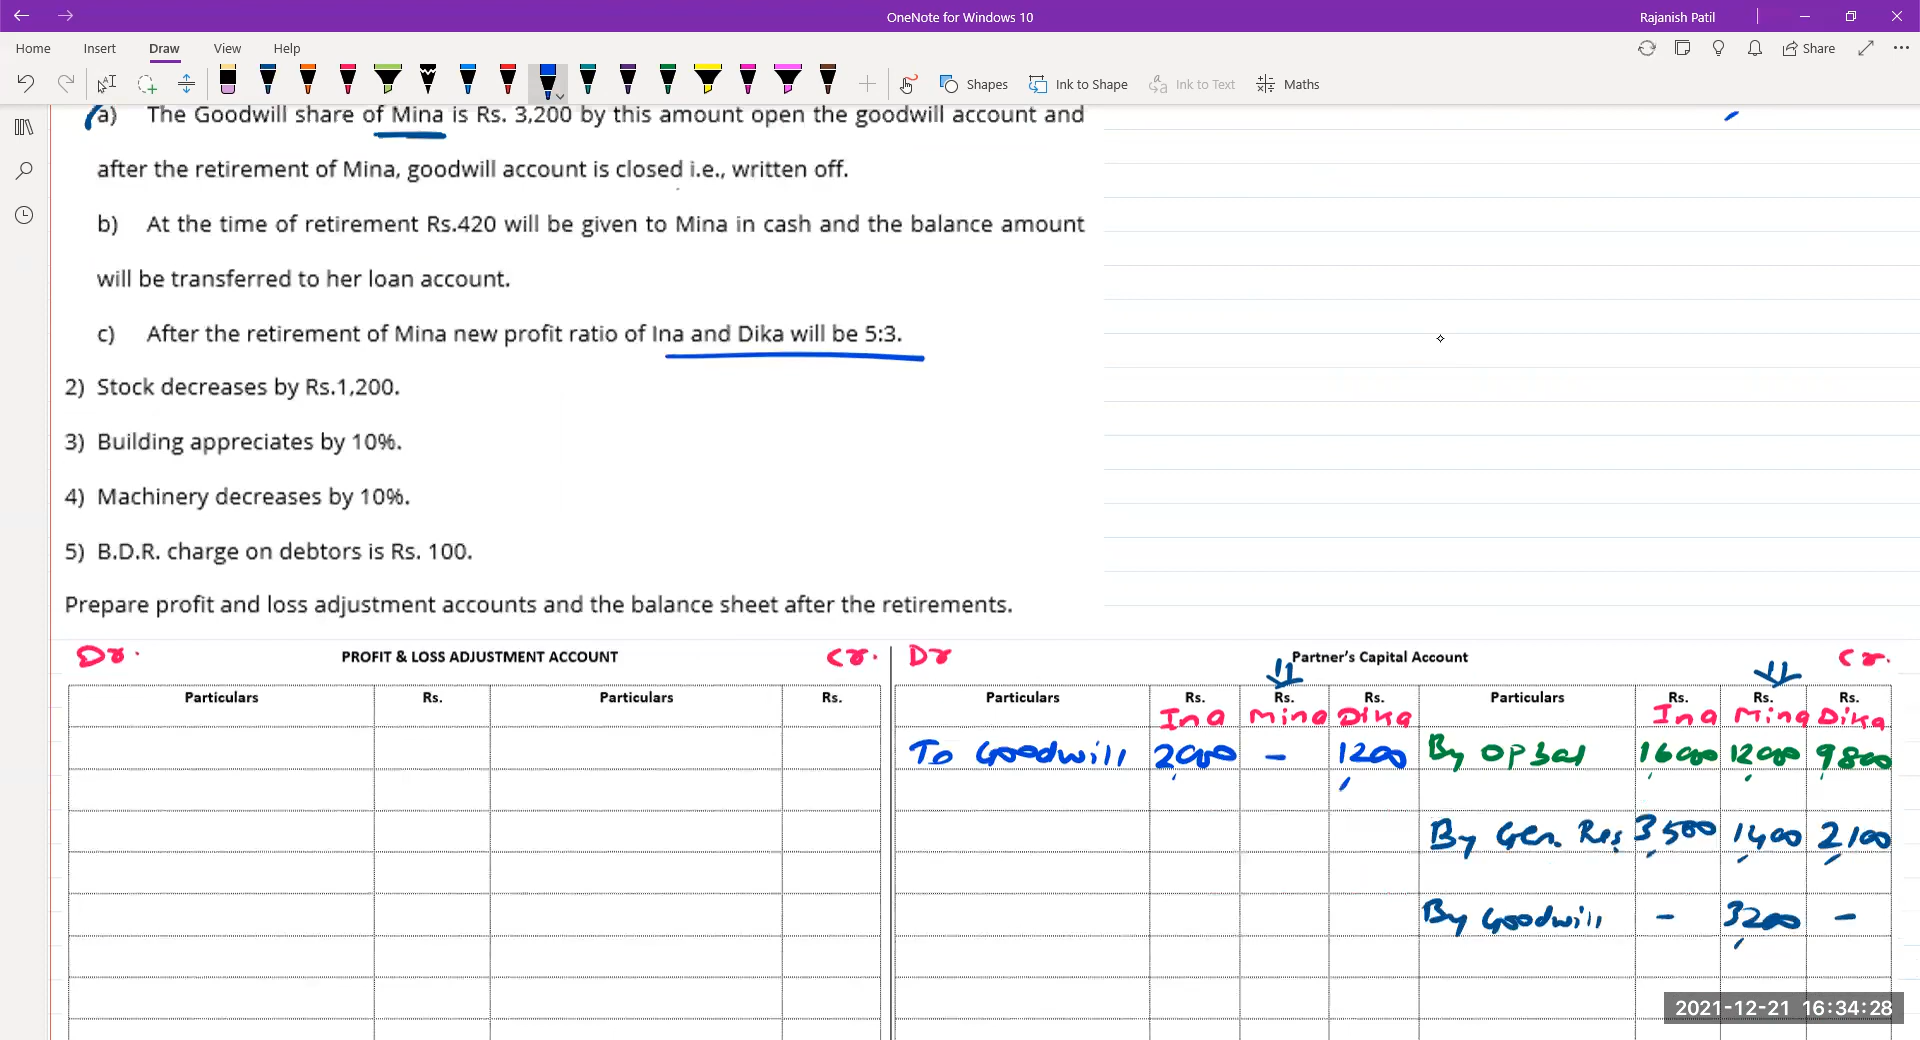 OneNote for Windows 10
Rajanish Patil
Home Insert Draw View Help
Share
Shapes Ink to Shape Ink to Text Maths
a) The Goodwill share of Mina is Rs. 3,200 by this amount open the goodwill account and
after the retirement of Mina, goodwill account is closed i.e., written off.
b) At the time of retirement Rs.420 will be given to Mina in cash and the balance amount
will be transferred to her loan account.
c) After the retirement of Mina new profit ratio of Ina and Dika will be 5:3.
2) Stock decreases by Rs.1,200.
3) Building appreciates by 10%.
4) Machinery decreases by 10%.
5) B.D.R. charge on debtors is Rs. 100.
Prepare profit and loss adjustment accounts and the balance sheet after the retirements.
Dr. PROFIT & LOSS ADJUSTMENT ACCOUNT Cr.
Particulars Rs. Particulars Rs.
Dr Partner's Capital Account Cr.
Particulars Rs. Rs. Rs. Particulars Rs. Rs. Rs.
Ina Mina Dika Ina Mina Dika
To Goodwill 2000 - 1200 By op bal 16000 12000 9800
By Gen. Res 3500 1400 2100
By Goodwill - 3200 -
2021-12-21 16:34:28